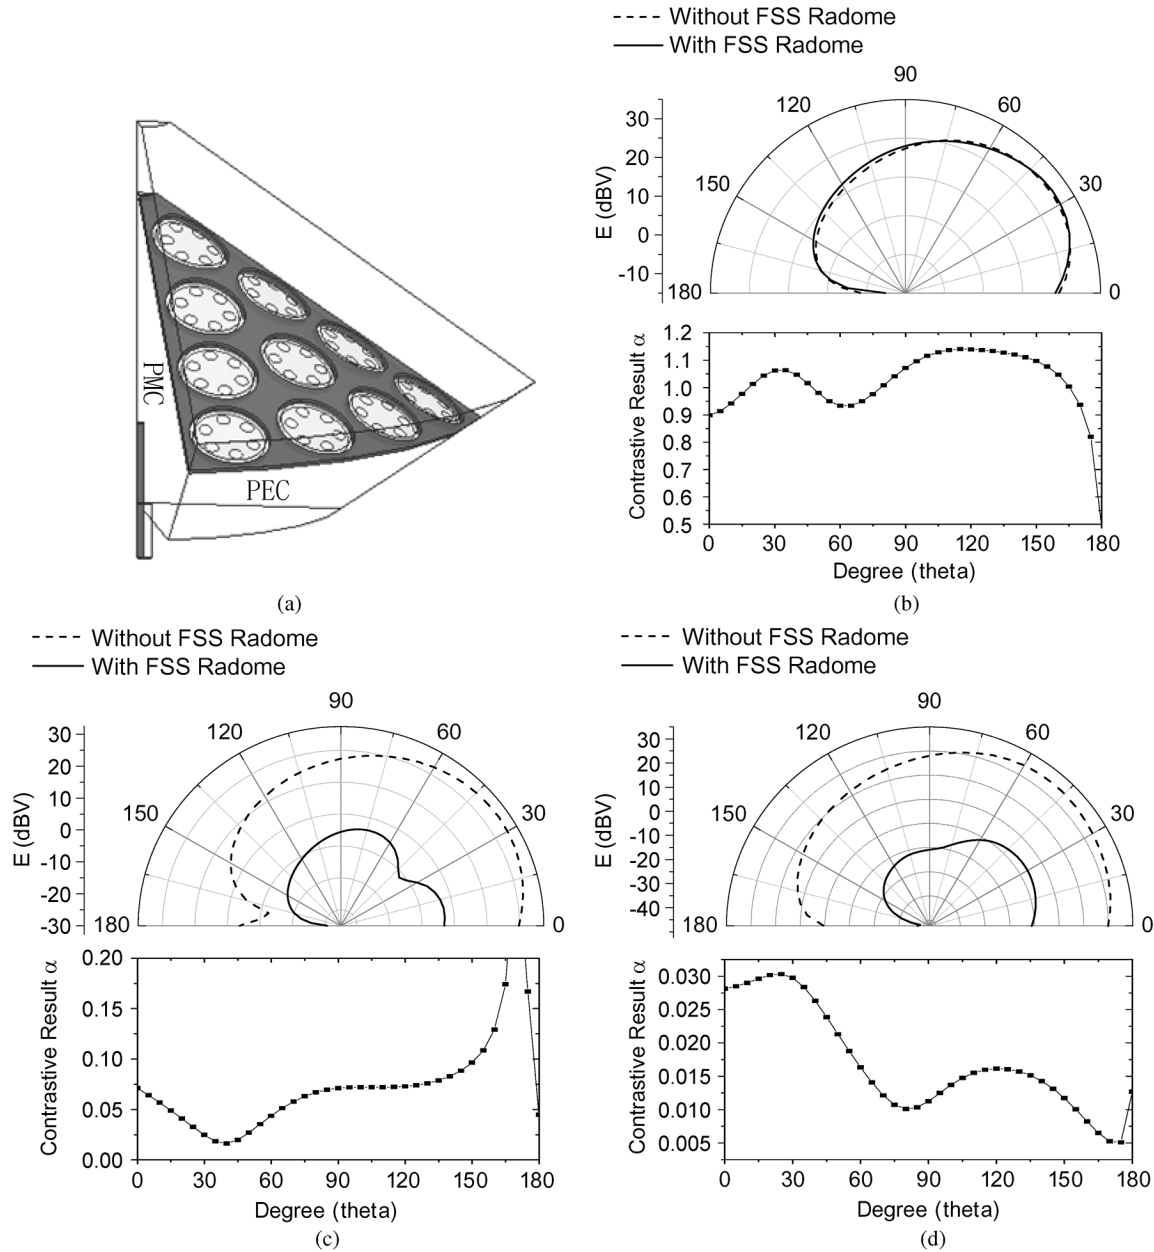 PMC
PEC
(a)
Without FSS Radome
With FSS Radome
90
120
60
150
30
180
0
30
20
10
0
-10
E (dBV)
1.2
1.1
1.0
0.9
0.8
0.7
0.6
0.5
Contrastive Result α
0 30 60 90 120 150 180
Degree (theta)
(b)
Without FSS Radome
With FSS Radome
90
120
60
150
30
180
0
30
20
10
0
-10
-20
-30
E (dBV)
0.20
0.15
0.10
0.05
0.00
Contrastive Result α
0 30 60 90 120 150 180
Degree (theta)
(c)
Without FSS Radome
With FSS Radome
90
120
60
150
30
180
0
30
20
10
0
-10
-20
-30
-40
E (dBV)
0.030
0.025
0.020
0.015
0.010
0.005
Contrastive Result α
0 30 60 90 120 150 180
Degree (theta)
(d)